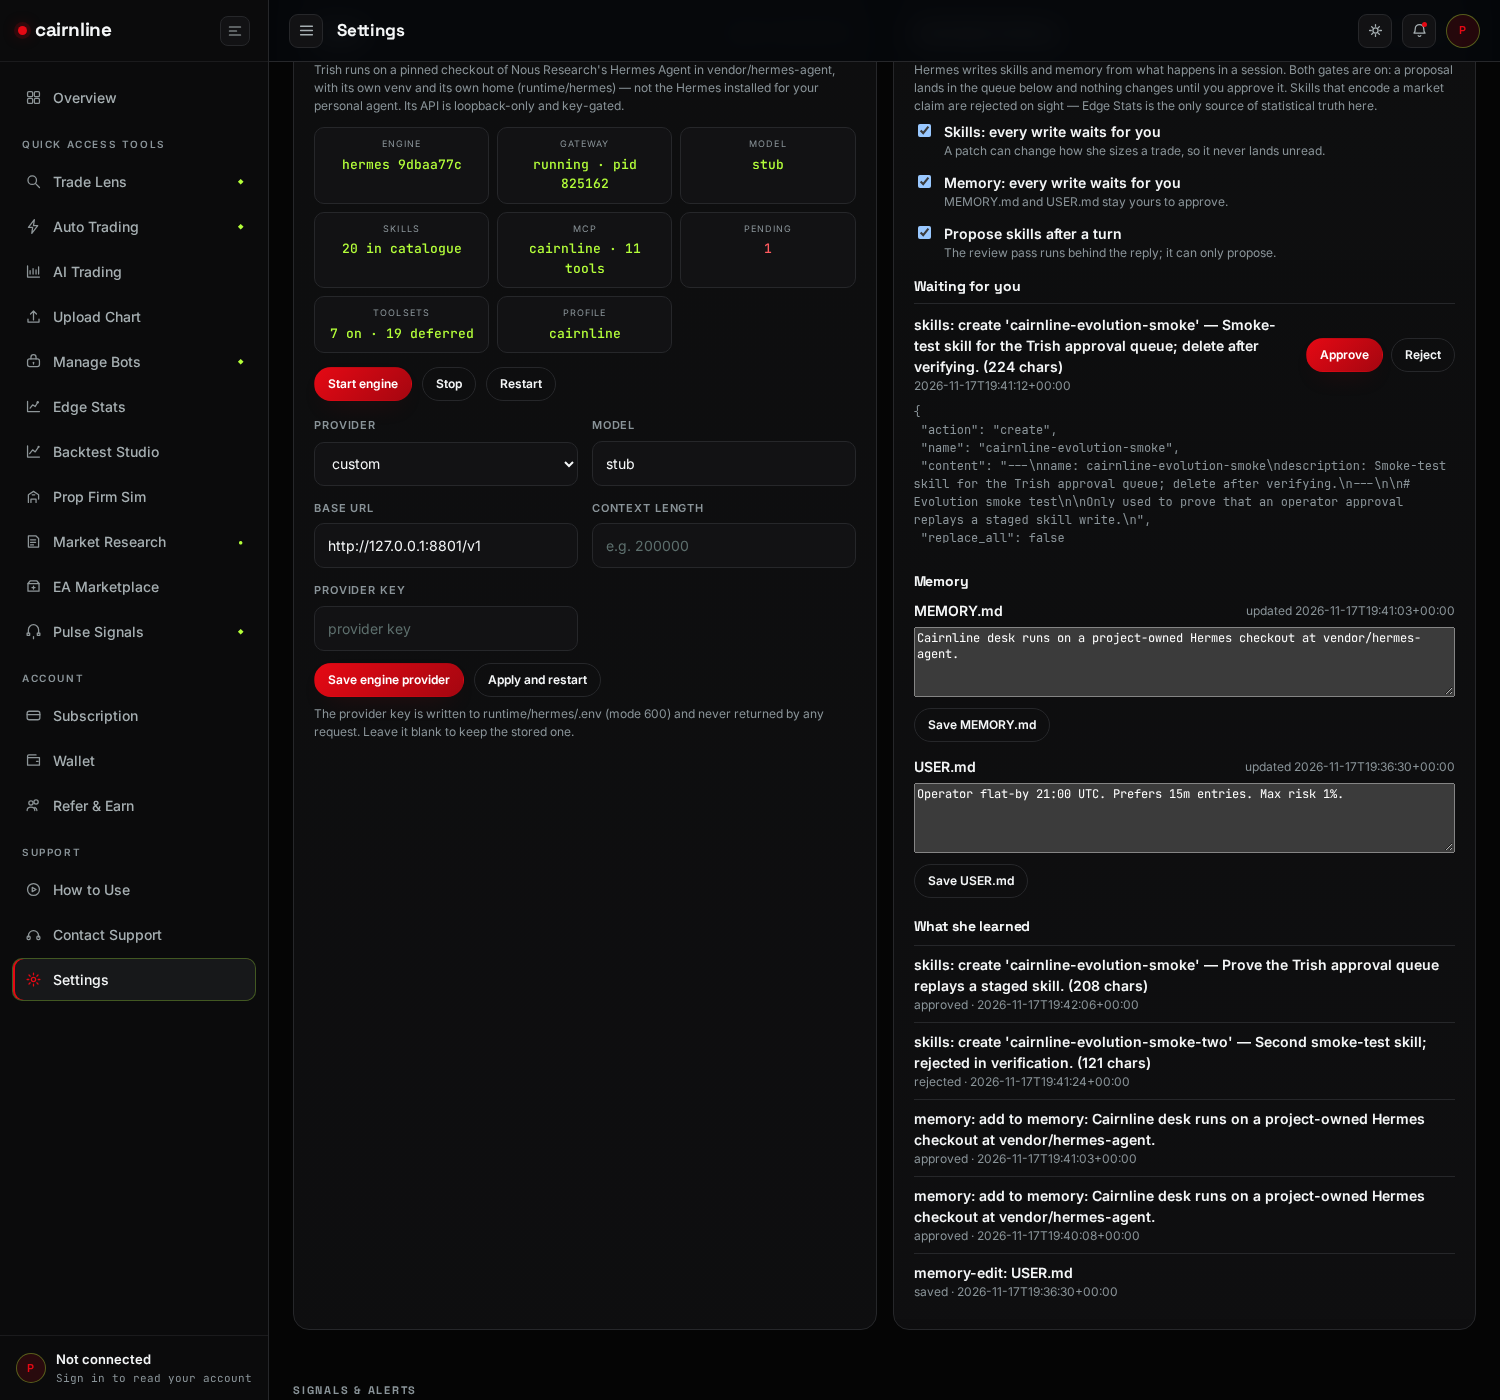 cairnline
Overview
QUICK ACCESS TOOLS
Trade Lens
Auto Trading
AI Trading
Upload Chart
Manage Bots
Edge Stats
Backtest Studio
Prop Firm Sim
Market Research
EA Marketplace
Pulse Signals
ACCOUNT
Subscription
Wallet
Refer & Earn
SUPPORT
How to Use
Contact Support
Settings
P
Not connected
Sign in to read your account
Settings
P
Trish runs on a pinned checkout of Nous Research's Hermes Agent in vendor/hermes-agent,
with its own venv and its own home (runtime/hermes) — not the Hermes installed for your
personal agent. Its API is loopback-only and key-gated.
ENGINE
hermes 9dbaa77c
GATEWAY
running · pid
825162
MODEL
stub
SKILLS
20 in catalogue
MCP
cairnline · 11
tools
PENDING
1
TOOLSETS
7 on · 19 deferred
PROFILE
cairnline
Start engine
Stop
Restart
PROVIDER
custom
MODEL
stub
BASE URL
http://127.0.0.1:8801/v1
CONTEXT LENGTH
e.g. 200000
PROVIDER KEY
provider key
Save engine provider
Apply and restart
The provider key is written to runtime/hermes/.env (mode 600) and never returned by any
request. Leave it blank to keep the stored one.
Hermes writes skills and memory from what happens in a session. Both gates are on: a proposal
lands in the queue below and nothing changes until you approve it. Skills that encode a market
claim are rejected on sight — Edge Stats is the only source of statistical truth here.
Skills: every write waits for you
A patch can change how she sizes a trade, so it never lands unread.
Memory: every write waits for you
MEMORY.md and USER.md stay yours to approve.
Propose skills after a turn
The review pass runs behind the reply; it can only propose.
Waiting for you
skills: create 'cairnline-evolution-smoke' — Smoke-
test skill for the Trish approval queue; delete after
verifying. (224 chars)
2026-11-17T19:41:12+00:00
Approve
Reject
{
"action": "create",
"name": "cairnline-evolution-smoke",
"content": "---\nname: cairnline-evolution-smoke\ndescription: Smoke-test
skill for the Trish approval queue; delete after verifying.\n---\n\n#
Evolution smoke test\n\nOnly used to prove that an operator approval
replays a staged skill write.\n",
"replace_all": false
Memory
MEMORY.md
updated 2026-11-17T19:41:03+00:00
Cairnline desk runs on a project-owned Hermes checkout at vendor/hermes-
agent.
Save MEMORY.md
USER.md
updated 2026-11-17T19:36:30+00:00
Operator flat-by 21:00 UTC. Prefers 15m entries. Max risk 1%.
Save USER.md
What she learned
skills: create 'cairnline-evolution-smoke' — Prove the Trish approval queue
replays a staged skill. (208 chars)
approved · 2026-11-17T19:42:06+00:00
skills: create 'cairnline-evolution-smoke-two' — Second smoke-test skill;
rejected in verification. (121 chars)
rejected · 2026-11-17T19:41:24+00:00
memory: add to memory: Cairnline desk runs on a project-owned Hermes
checkout at vendor/hermes-agent.
approved · 2026-11-17T19:41:03+00:00
memory: add to memory: Cairnline desk runs on a project-owned Hermes
checkout at vendor/hermes-agent.
approved · 2026-11-17T19:40:08+00:00
memory-edit: USER.md
saved · 2026-11-17T19:36:30+00:00
SIGNALS & ALERTS